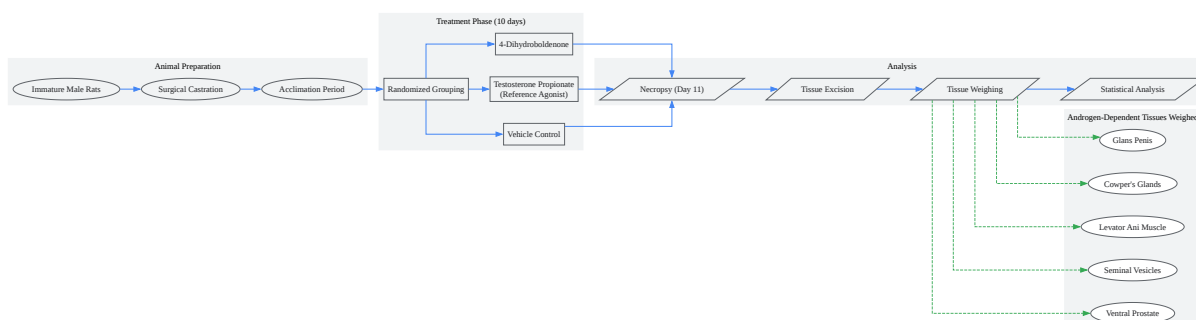 Treatment Phase (10 days)
4-Dihydroboldenone
Animal Preparation
Analysis
Immature Male Rats
Surgical Castration
Acclimation Period
Randomized Grouping
Testosterone Propionate
(Reference Agonist)
Necropsy (Day 11)
Tissue Excision
Tissue Weighing
Statistical Analysis
Vehicle Control
Androgen-Dependent Tissues Weighed
Glans Penis
Cowper's Glands
Levator Ani Muscle
Seminal Vesicles
Ventral Prostate